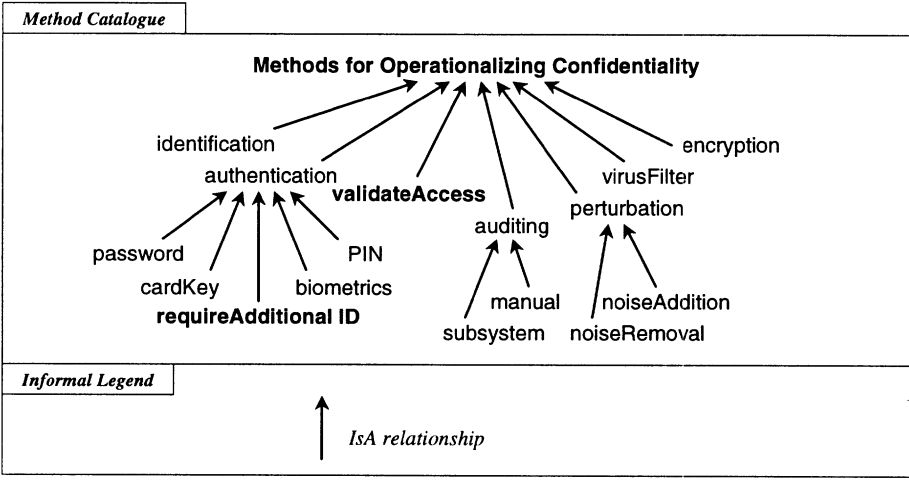 Method Catalogue
Methods for Operationalizing Confidentiality
identification
encryption
authentication
virusFilter
validateAccess
perturbation
auditing
password
PIN
cardKey
biometrics
manual
noiseAddition
requireAdditional ID
subsystem
noiseRemoval
Informal Legend
IsA relationship